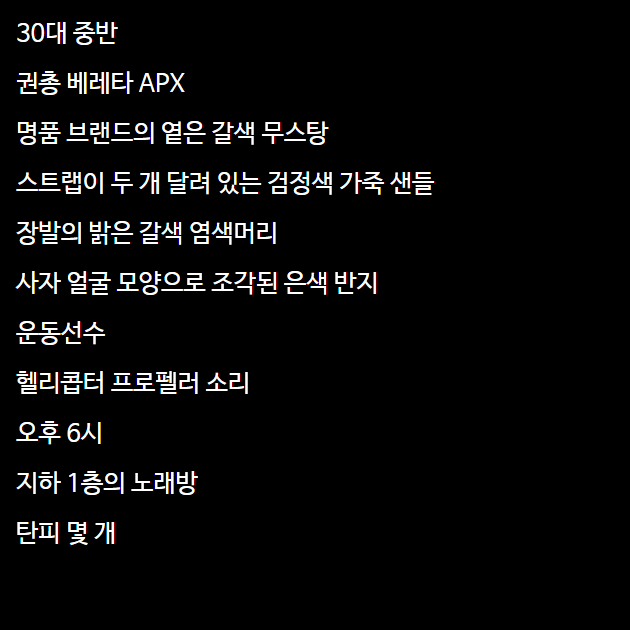 30대 중반
권총 베레타 APX
명품 브랜드의 옅은 갈색 무스탕
스트랩이 두 개 달려 있는 검정색 가죽 샌들
장발의 밝은 갈색 염색머리
사자 얼굴 모양으로 조각된 은색 반지
운동선수
헬리콥터 프로펠러 소리
오후 6시
지하 1층의 노래방
탄피 몇 개